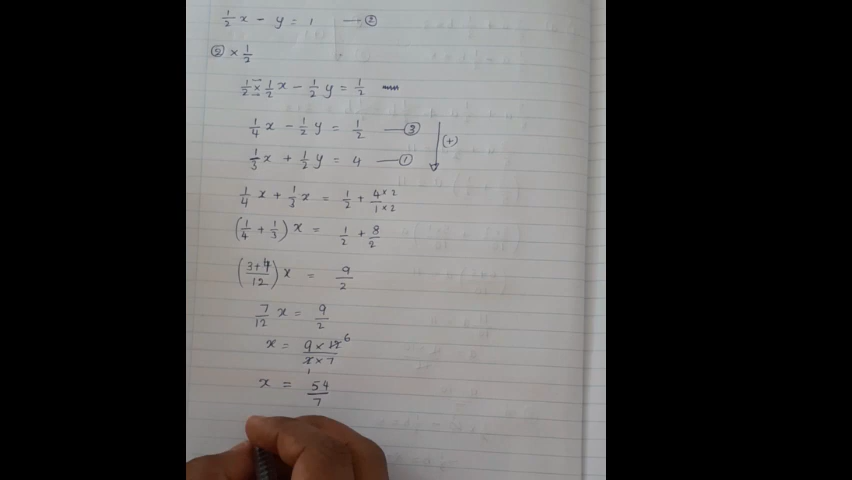 1/2 x - y = 1 — ②
② × 1/2
1/2 × 1/2 x - 1/2 y = 1/2
1/4 x - 1/2 y = 1/2 — ③
1/3 x + 1/2 y = 4 — ① (+)
1/4 x + 1/3 x = 1/2 + 4×2/1×2
(1/4 + 1/3) x = 1/2 + 8/2
(3+4/12) x = 9/2
7/12 x = 9/2
x = 9 × 12 6/2 × 7 1
x = 54/7